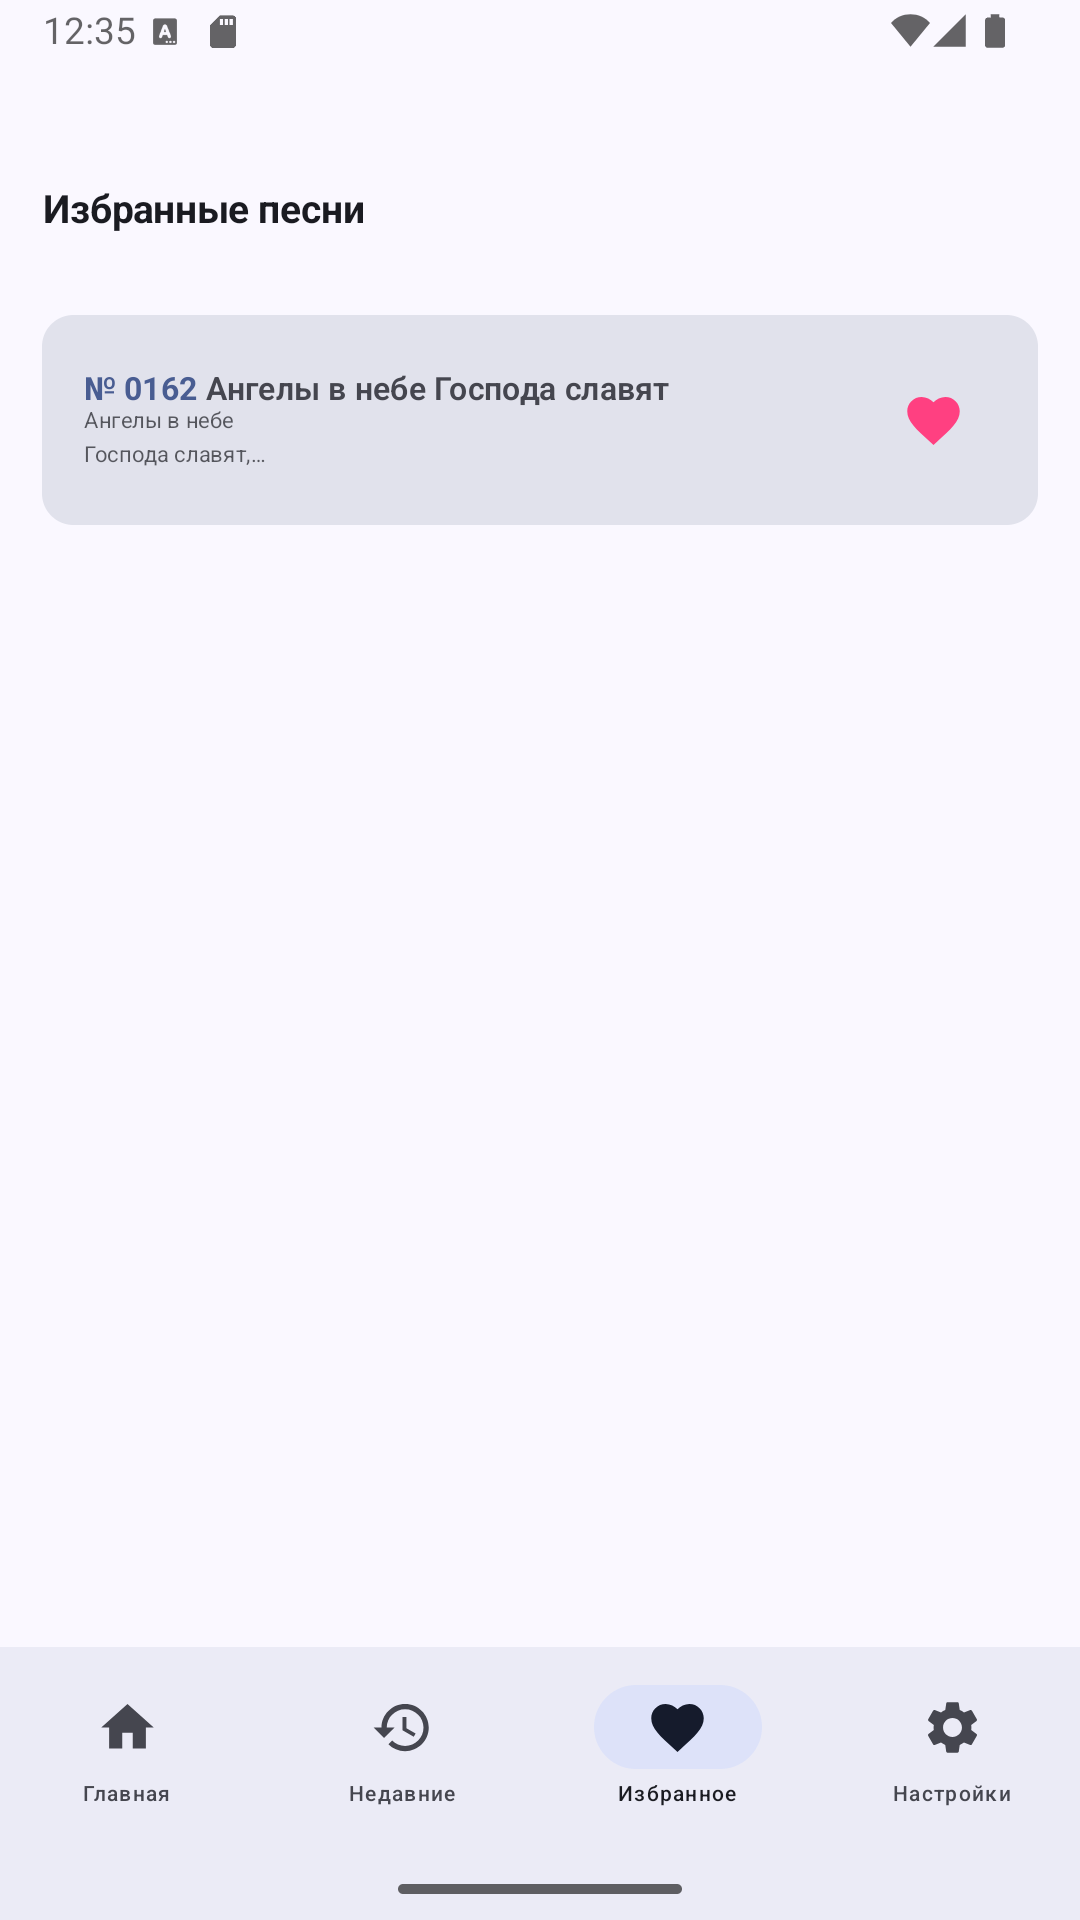 12:35
Избранные песни
№ 0162 Ангелы в небе Господа славят
Ангелы в небе
Господа славят,...
Главная
Недавние
Избранное
Настройки